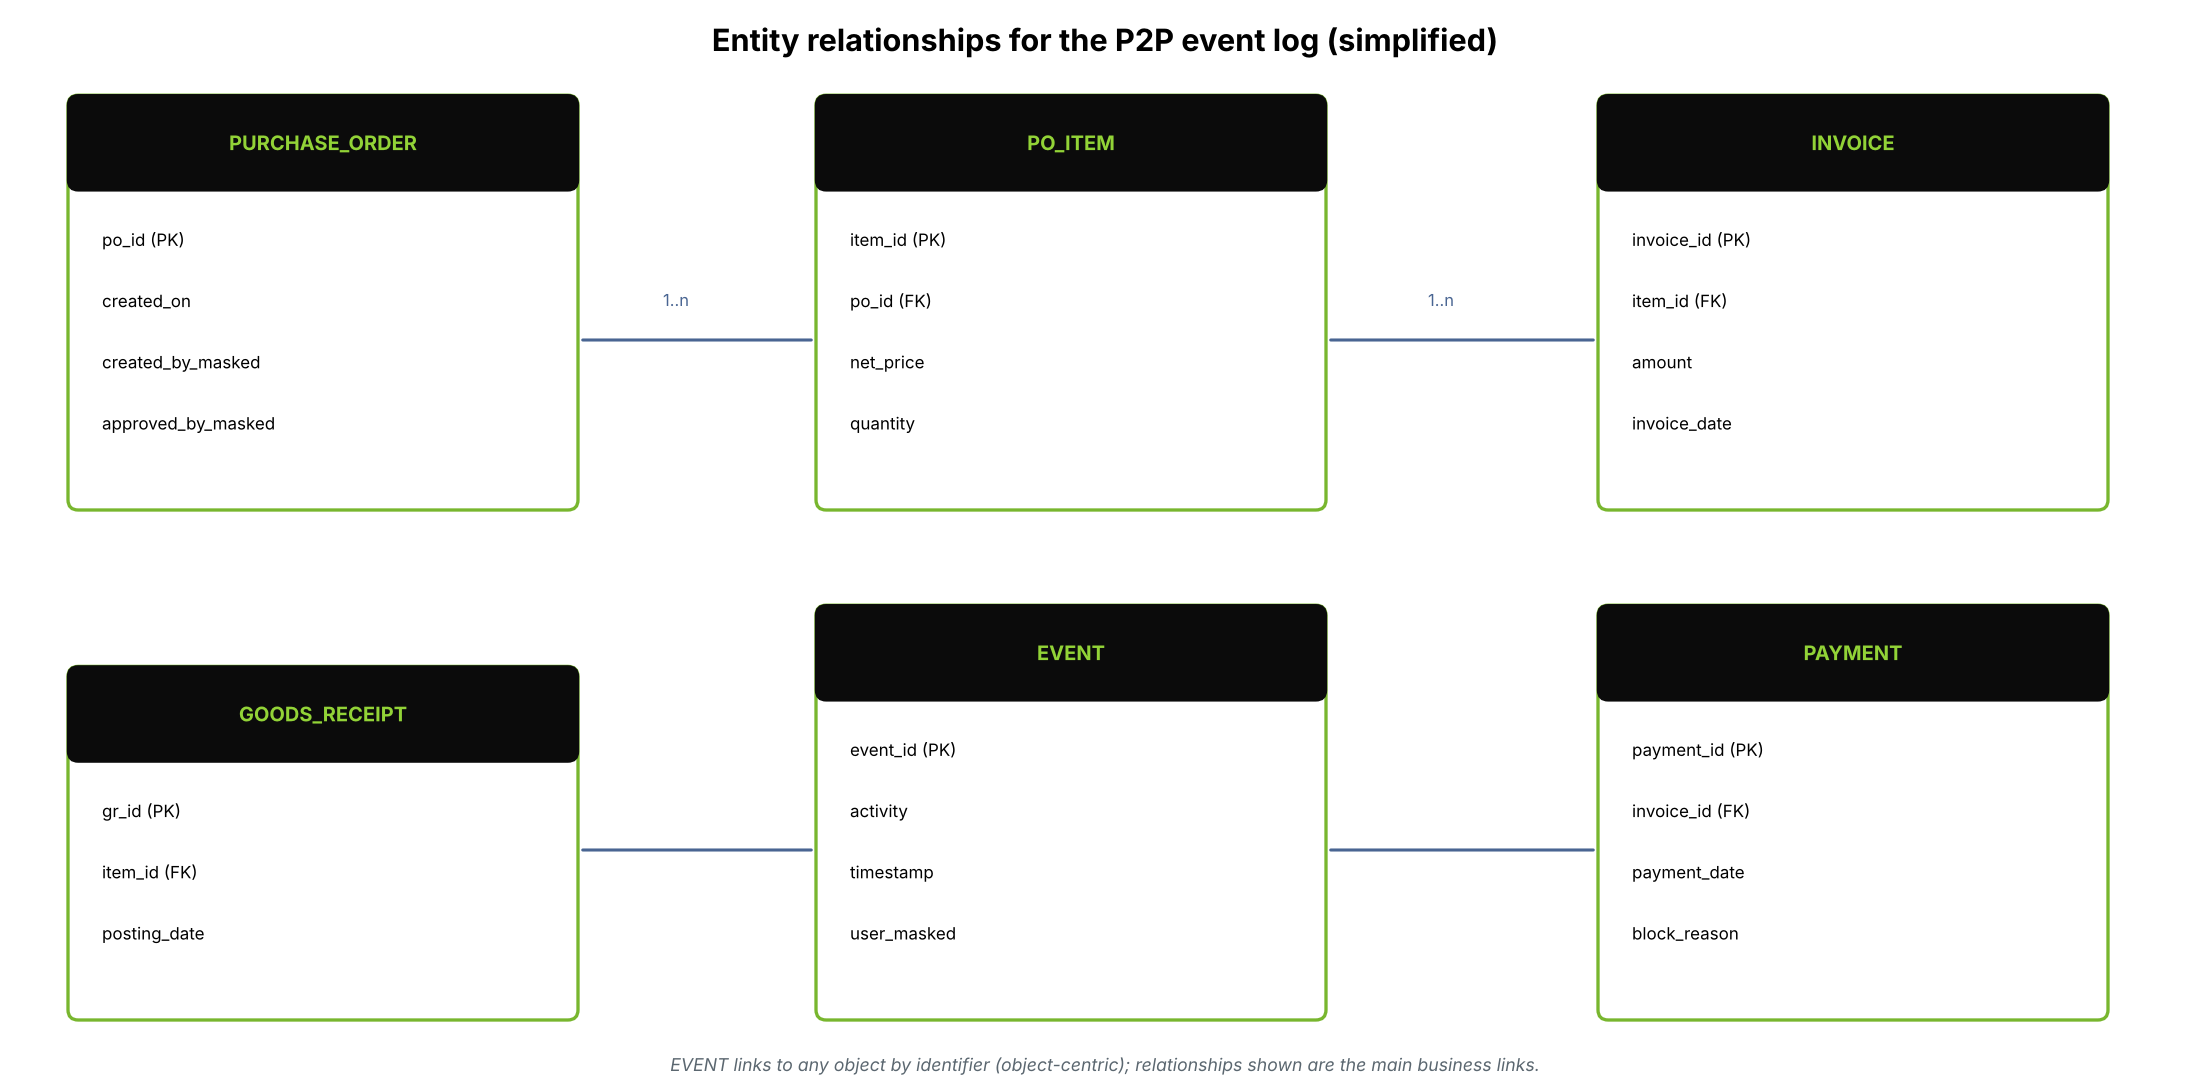 Entity relationships for the P2P event log (simplified)
PURCHASE_ORDER
po_id (PK)
created_on
created_by_masked
approved_by_masked
1..n
PO_ITEM
item_id (PK)
po_id (FK)
net_price
quantity
1..n
INVOICE
invoice_id (PK)
item_id (FK)
amount
invoice_date
GOODS_RECEIPT
gr_id (PK)
item_id (FK)
posting_date
EVENT
event_id (PK)
activity
timestamp
user_masked
PAYMENT
payment_id (PK)
invoice_id (FK)
payment_date
block_reason
EVENT links to any object by identifier (object-centric); relationships shown are the main business links.